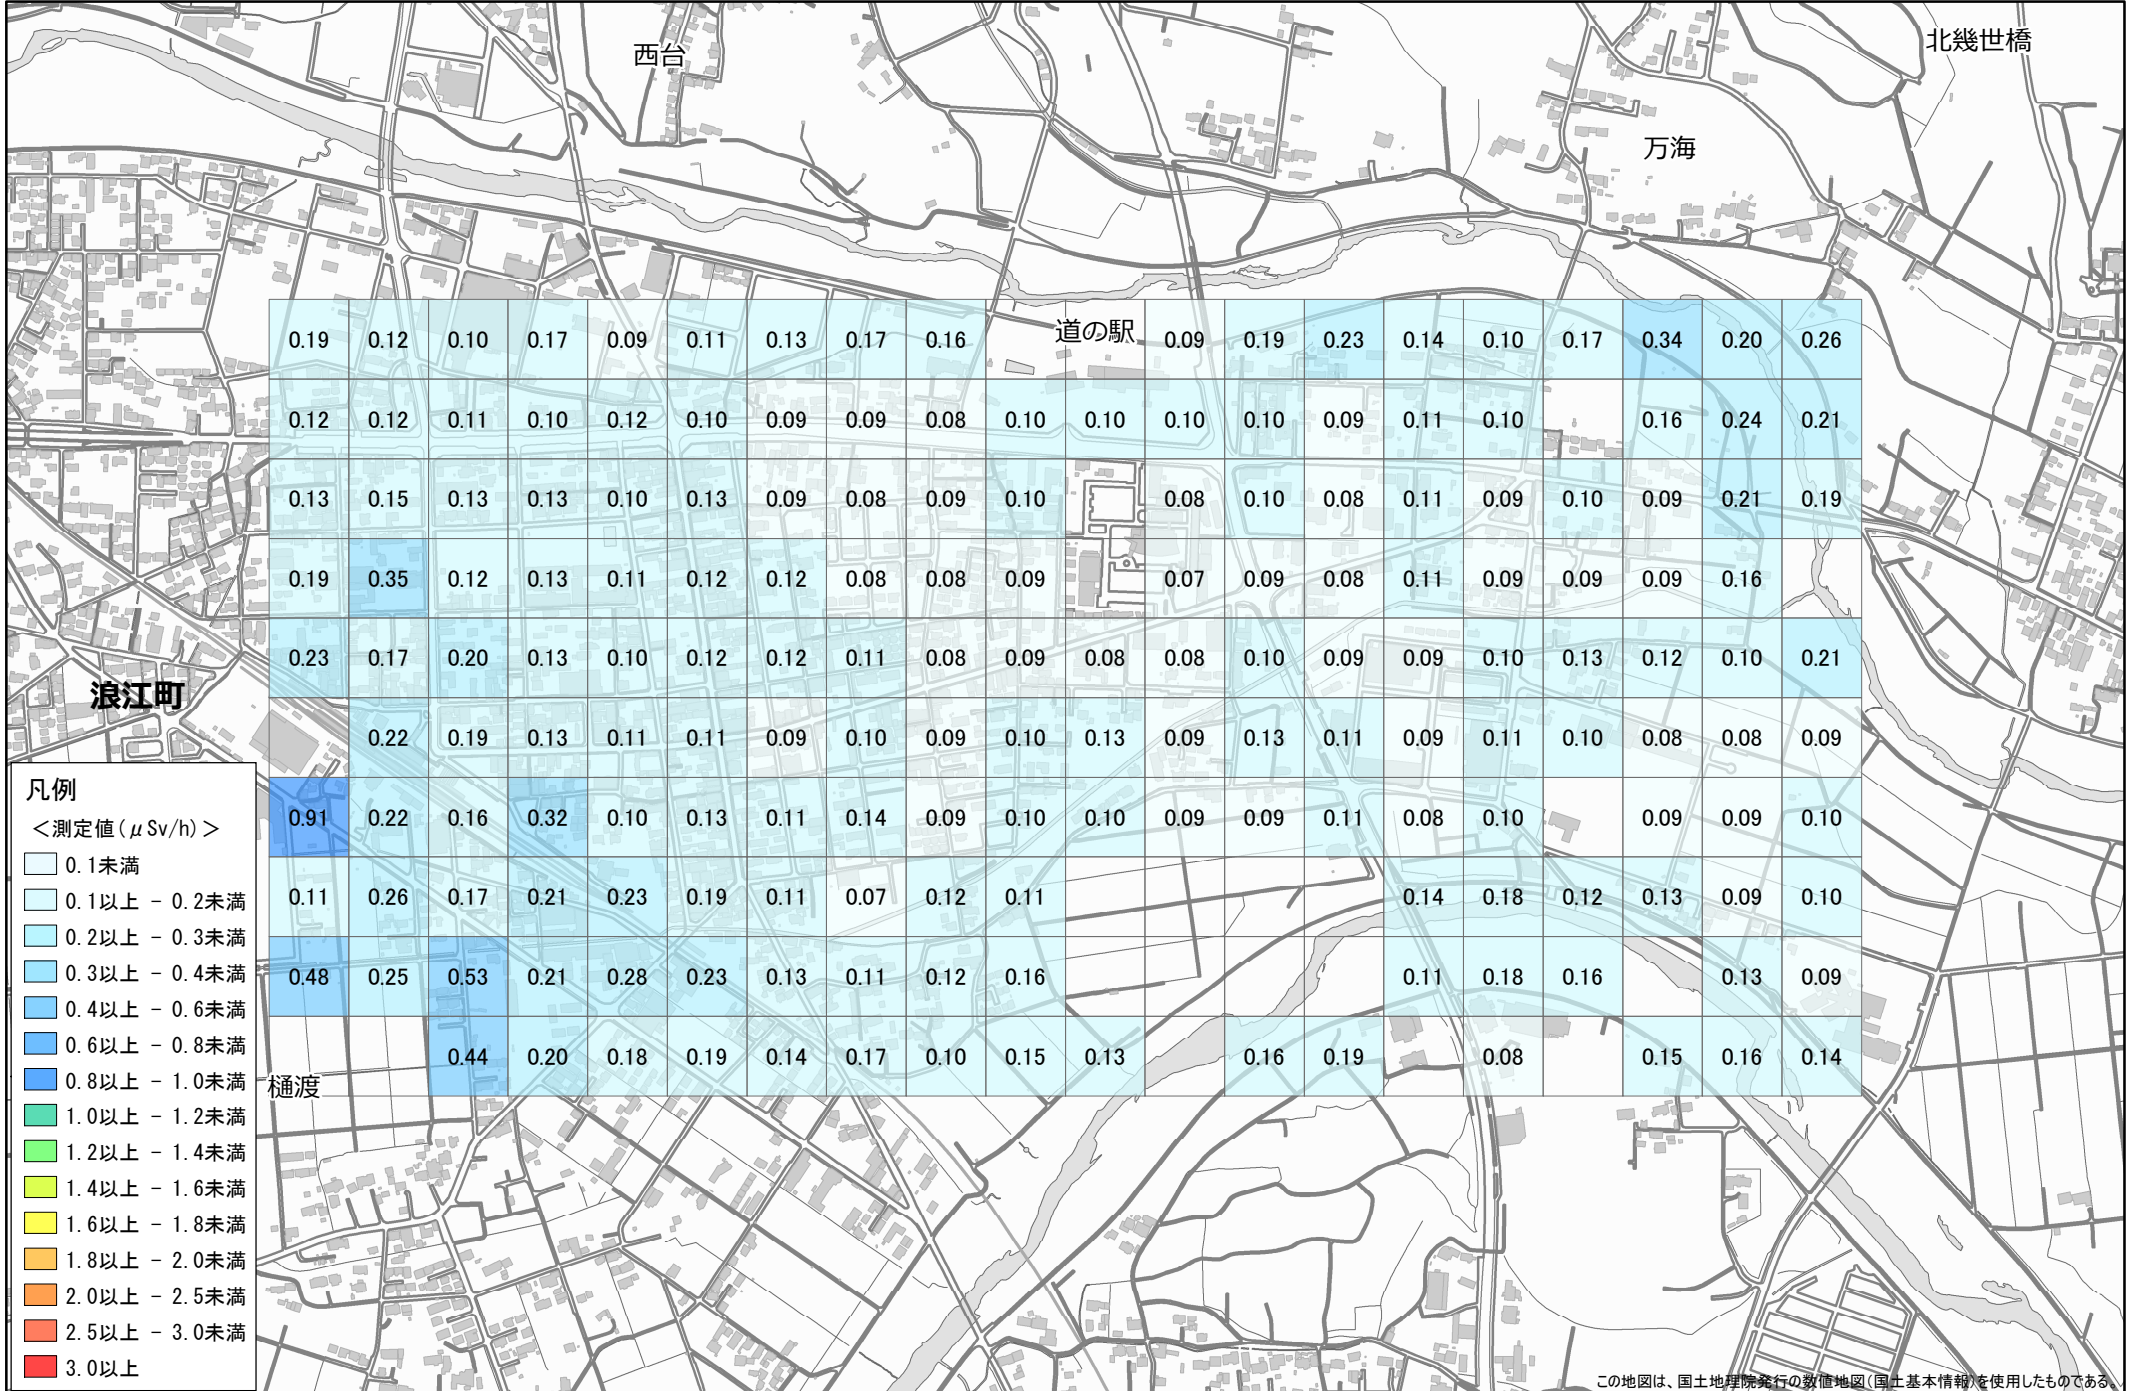 西台
北幾世橋
万海
道の駅
0.19 0.12 0.10 0.17 0.09 0.11 0.13 0.17 0.16 0.09 0.19 0.23 0.14 0.10 0.17 0.34 0.20 0.26
0.12 0.12 0.11 0.10 0.12 0.10 0.09 0.09 0.08 0.10 0.10 0.10 0.10 0.09 0.11 0.10 0.16 0.24 0.21
0.13 0.15 0.13 0.13 0.10 0.13 0.09 0.08 0.09 0.10 0.08 0.10 0.08 0.11 0.09 0.10 0.09 0.21 0.19
0.19 0.35 0.12 0.13 0.11 0.12 0.12 0.08 0.08 0.09 0.07 0.09 0.08 0.11 0.09 0.09 0.09 0.16
0.23 0.17 0.20 0.13 0.10 0.12 0.12 0.11 0.08 0.09 0.08 0.08 0.10 0.09 0.09 0.10 0.13 0.12 0.10 0.21
浪江町
0.22 0.19 0.13 0.11 0.11 0.09 0.10 0.09 0.10 0.13 0.09 0.13 0.11 0.09 0.11 0.10 0.08 0.08 0.09
0.91 0.22 0.16 0.32 0.10 0.13 0.11 0.14 0.09 0.10 0.10 0.09 0.09 0.11 0.08 0.10 0.09 0.09 0.10
0.11 0.26 0.17 0.21 0.23 0.19 0.11 0.07 0.12 0.11 0.14 0.18 0.12 0.13 0.09 0.10
0.48 0.25 0.53 0.21 0.28 0.23 0.13 0.11 0.12 0.16 0.11 0.18 0.16 0.13 0.09
0.44 0.20 0.18 0.19 0.14 0.17 0.10 0.15 0.13 0.16 0.19 0.08 0.15 0.16 0.14
樋渡
凡例
＜測定値(μSv/h)＞
0.1未満
0.1以上 - 0.2未満
0.2以上 - 0.3未満
0.3以上 - 0.4未満
0.4以上 - 0.6未満
0.6以上 - 0.8未満
0.8以上 - 1.0未満
1.0以上 - 1.2未満
1.2以上 - 1.4未満
1.4以上 - 1.6未満
1.6以上 - 1.8未満
1.8以上 - 2.0未満
2.0以上 - 2.5未満
2.5以上 - 3.0未満
3.0以上
この地図は、国土地理院発行の数値地図(国土基本情報)を使用したものである。